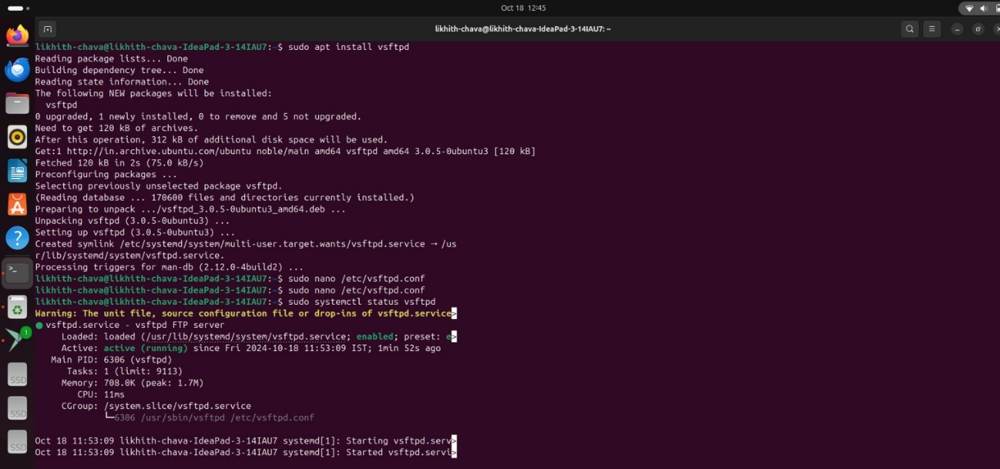 Oct 18 12:45
likhith-chava@likhith-chava-IdeaPad-3-14IAU7: ~
likhith-chava@likhith-chava-IdeaPad-3-14IAU7:~$ sudo apt install vsftpd
Reading package lists... Done
Building dependency tree... Done
Reading state information... Done
The following NEW packages will be installed:
  vsftpd
0 upgraded, 1 newly installed, 0 to remove and 5 not upgraded.
Need to get 120 kB of archives.
After this operation, 312 kB of additional disk space will be used.
Get:1 http://in.archive.ubuntu.com/ubuntu noble/main amd64 vsftpd amd64 3.0.5-0ubuntu3 [120 kB]
Fetched 120 kB in 2s (75.0 kB/s)
Preconfiguring packages ...
Selecting previously unselected package vsftpd.
(Reading database ... 170600 files and directories currently installed.)
Preparing to unpack .../vsftpd_3.0.5-0ubuntu3_amd64.deb ...
Unpacking vsftpd (3.0.5-0ubuntu3) ...
Setting up vsftpd (3.0.5-0ubuntu3) ...
Created symlink /etc/systemd/system/multi-user.target.wants/vsftpd.service → /us
r/lib/systemd/system/vsftpd.service.
Processing triggers for man-db (2.12.0-4build2) ...
likhith-chava@likhith-chava-IdeaPad-3-14IAU7:~$ sudo nano /etc/vsftpd.conf
likhith-chava@likhith-chava-IdeaPad-3-14IAU7:~$ sudo nano /etc/vsftpd.conf
likhith-chava@likhith-chava-IdeaPad-3-14IAU7:~$ sudo systemctl status vsftpd
Warning: The unit file, source configuration file or drop-ins of vsftpd.service>
● vsftpd.service - vsftpd FTP server
     Loaded: loaded (/usr/lib/systemd/system/vsftpd.service; enabled; preset: e>
     Active: active (running) since Fri 2024-10-18 11:53:09 IST; 1min 52s ago
   Main PID: 6306 (vsftpd)
      Tasks: 1 (limit: 9113)
     Memory: 708.0K (peak: 1.7M)
        CPU: 11ms
     CGroup: /system.slice/vsftpd.service
             └─6306 /usr/sbin/vsftpd /etc/vsftpd.conf
Oct 18 11:53:09 likhith-chava-IdeaPad-3-14IAU7 systemd[1]: Starting vsftpd.serv>
Oct 18 11:53:09 likhith-chava-IdeaPad-3-14IAU7 systemd[1]: Started vsftpd.servi>
1
SSD
SSD
SSD